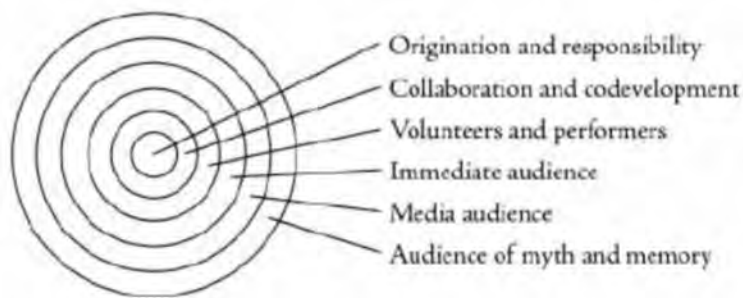 Origination and responsibility
Collaboration and codevelopment
Volunteers and performers
Immediate audience
Media audience
Audience of myth and memory